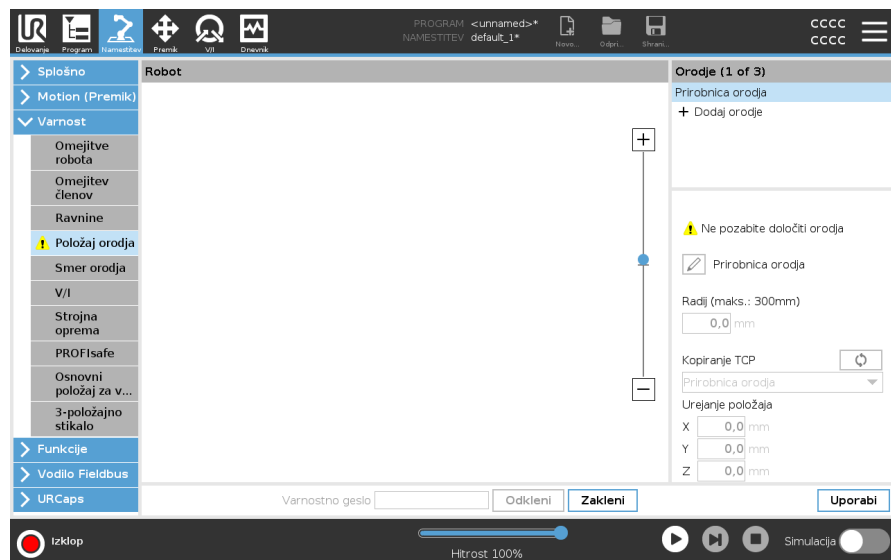 PROGRAM <unnamed>*
NAMESTITEV default_1*
cccc
cccc
Delovanje Program Namestitev Premik V/I Dnevnik Novo... Odpri... Shrani...
Splošno
Motion (Premik)
Varnost
Omejitve
robota
Omejitev
členov
Ravnine
Položaj orodja
Smer orodja
V/I
Strojna
oprema
PROFIsafe
Osnovni
položaj za v...
3-položajno
stikalo
Funkcije
Vodilo Fieldbus
URCaps
Robot
Orodje (1 of 3)
Prirobnica orodja
+ Dodaj orodje
Ne pozabite določiti orodja
Prirobnica orodja
Radij (maks.: 300mm)
0,0 mm
Kopiranje TCP
Prirobnica orodja
Urejanje položaja
X 0,0 mm
Y 0,0 mm
Z 0,0 mm
Varnostno geslo Odkleni Zakleni Uporabi
Izklop
Hitrost 100%
Simulacija